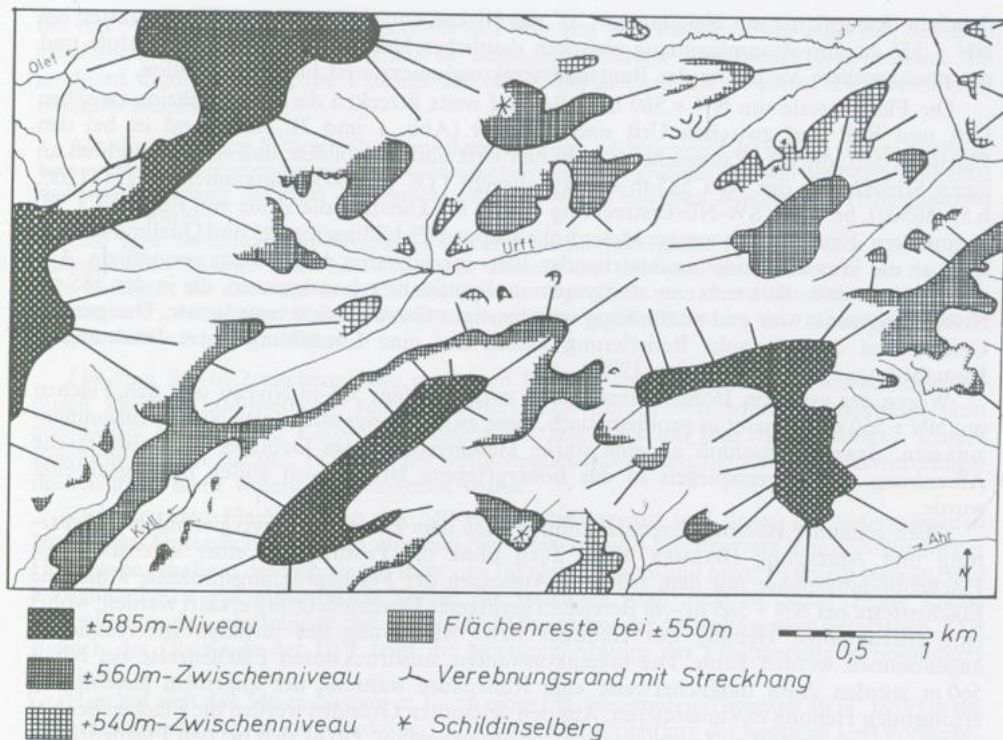 Olef
Urft
Kyll
Ahr
±585m-Niveau
Flächenreste bei ±550m
0,5 1 km
±560m-Zwischenniveau
Verebnungsrand mit Streckhang
+540m-Zwischenniveau
Schildinselberg